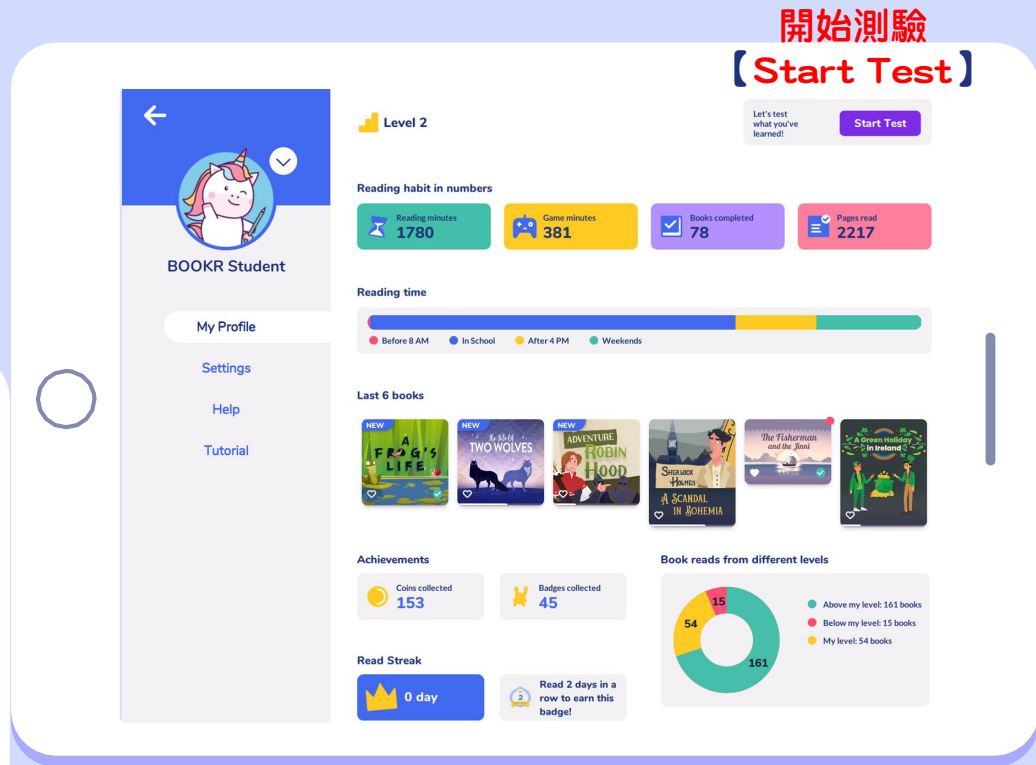 開始測驗
【Start Test】
Level 2
Let's test
what you've
learned!
Start Test
BOOKR Student
My Profile
Settings
Help
Tutorial
Reading habit in numbers
Reading minutes
1780
Game minutes
381
Books completed
78
Pages read
2217
Reading time
Before 8 AM
In School
After 4 PM
Weekends
Last 6 books
NEW
A
FROG'S
LIFE
NEW
the Tale of
TWO WOLVES
NEW
ADVENTURE
ROBIN
HOOD
SHERLOCK
HOLMES
A SCANDAL
IN BOHEMIA
The Fisherman
and the Jinni
A Green Holiday
in Ireland
Achievements
Coins collected
153
Badges collected
45
Read Streak
0 day
2
Read 2 days in a
row to earn this
badge!
Book reads from different levels
15
54
161
Above my level: 161 books
Below my level: 15 books
My level: 54 books